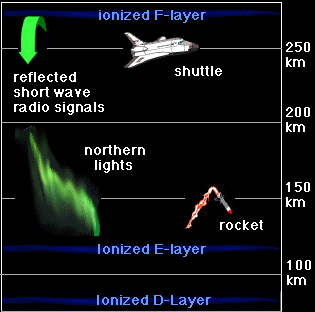 ionized F-layer
250
km
shuttle
reflected
short wave
radio signals
200
km
northern
lights
150
km
rocket
Ionized E-layer
100
km
Ionized D-Layer